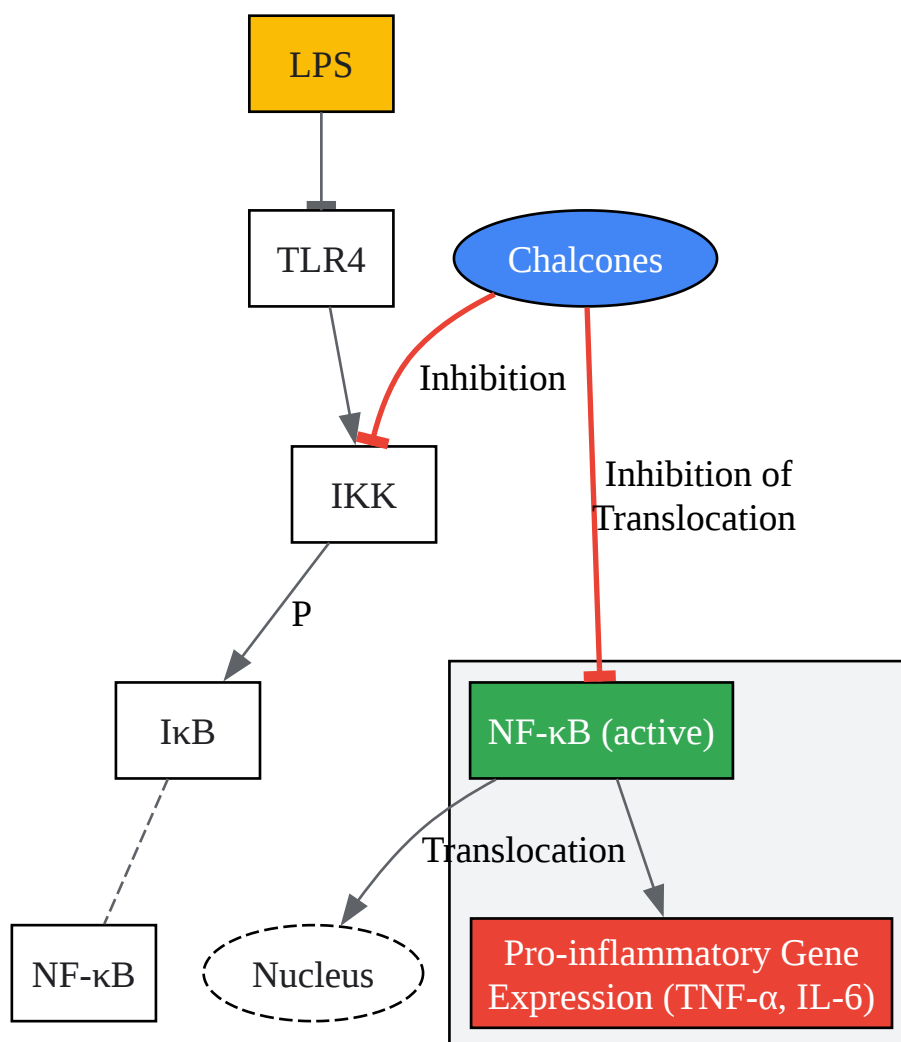 LPS
TLR4
Chalcones
Inhibition
IKK
Inhibition of
Translocation
P
IκB
NF-κB (active)
Translocation
NF-κB
Nucleus
Pro-inflammatory Gene
Expression (TNF-α, IL-6)